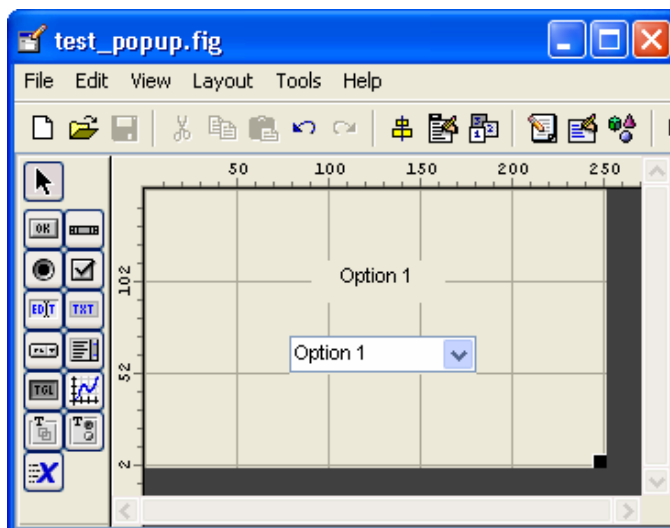 test_popup.fig
File Edit View Layout Tools Help
50 100 150 200 250
OK
102
Option 1
EDIT TXT
Option 1
52
TGL
T T
2
X